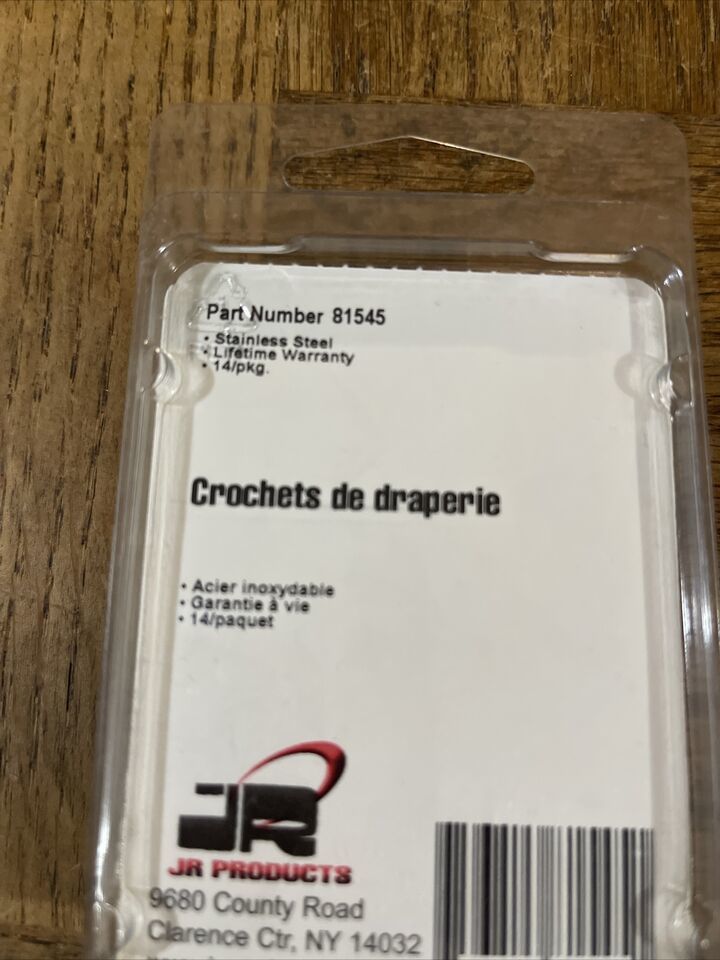 Part Number 81545
• Stainless Steel
• Lifetime Warranty
• 14/pkg.
Crochets de draperie
• Acier inoxydable
• Garantie à vie
• 14/paquet
JR
JR PRODUCTS
9680 County Road
Clarence Ctr, NY 14032